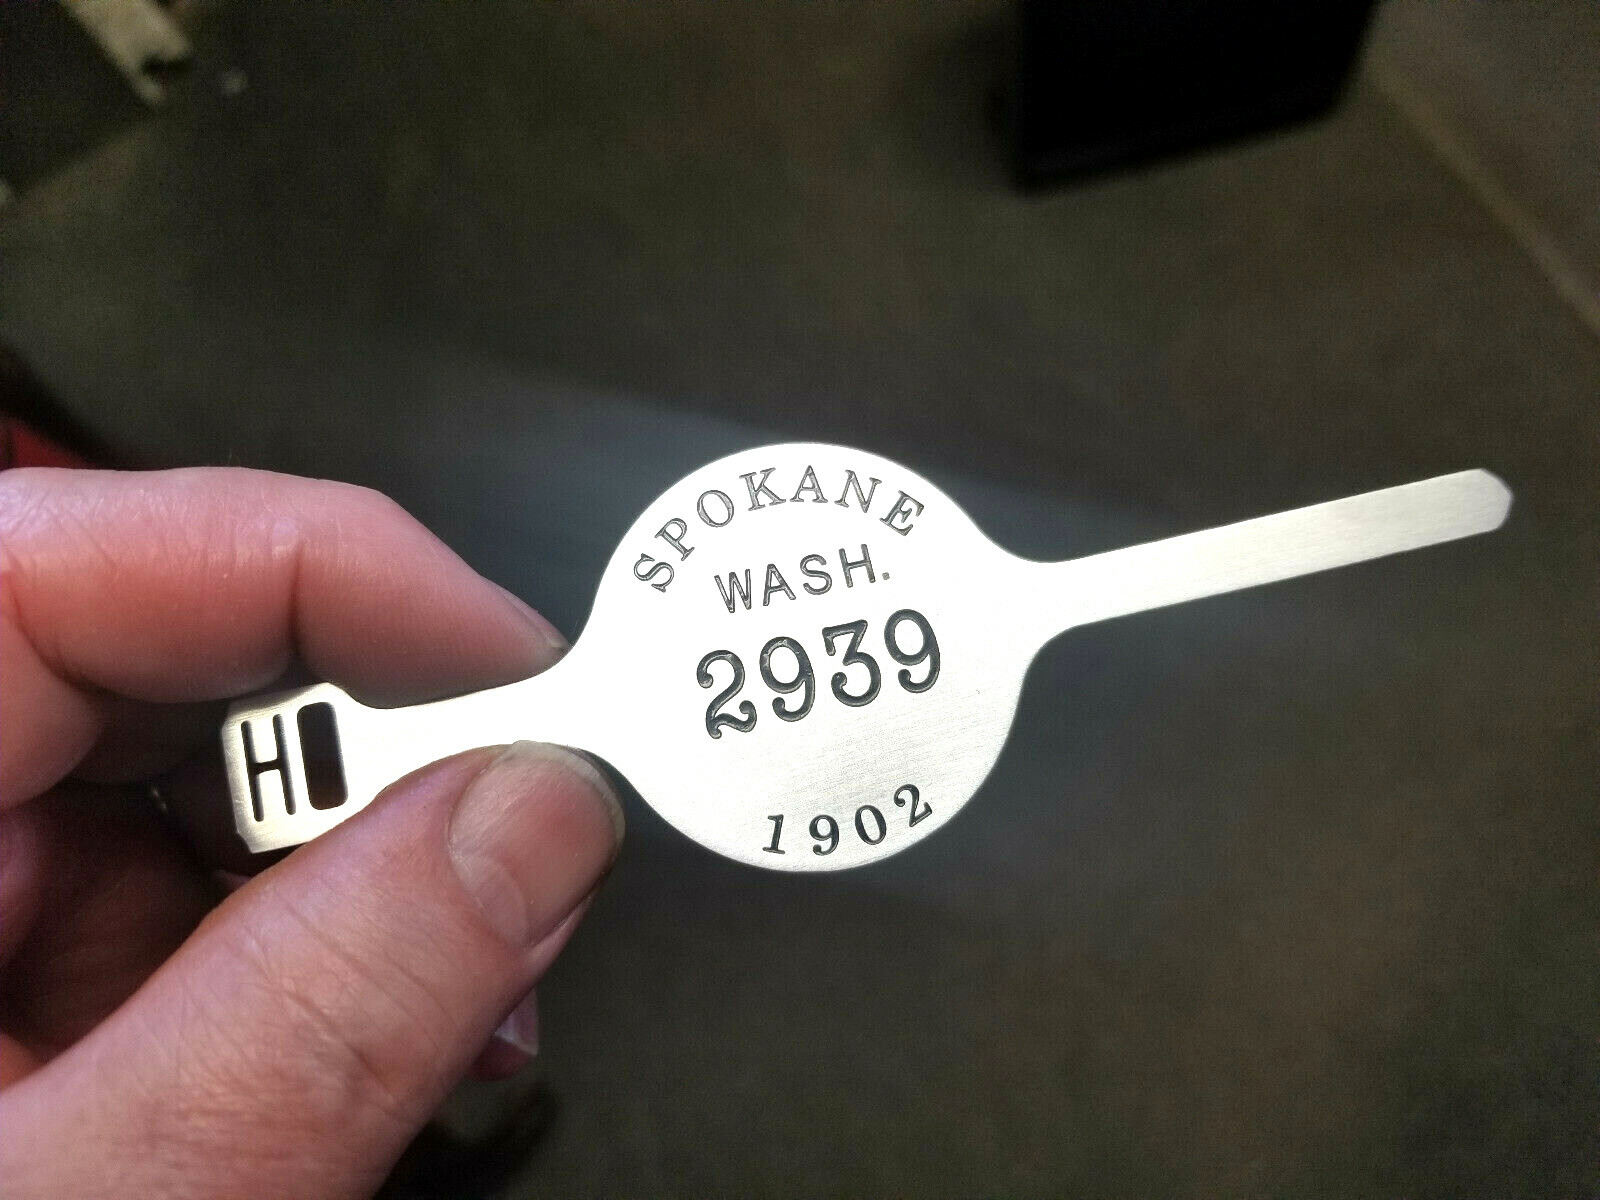 SPOKANE
WASH.
2939
1902
H